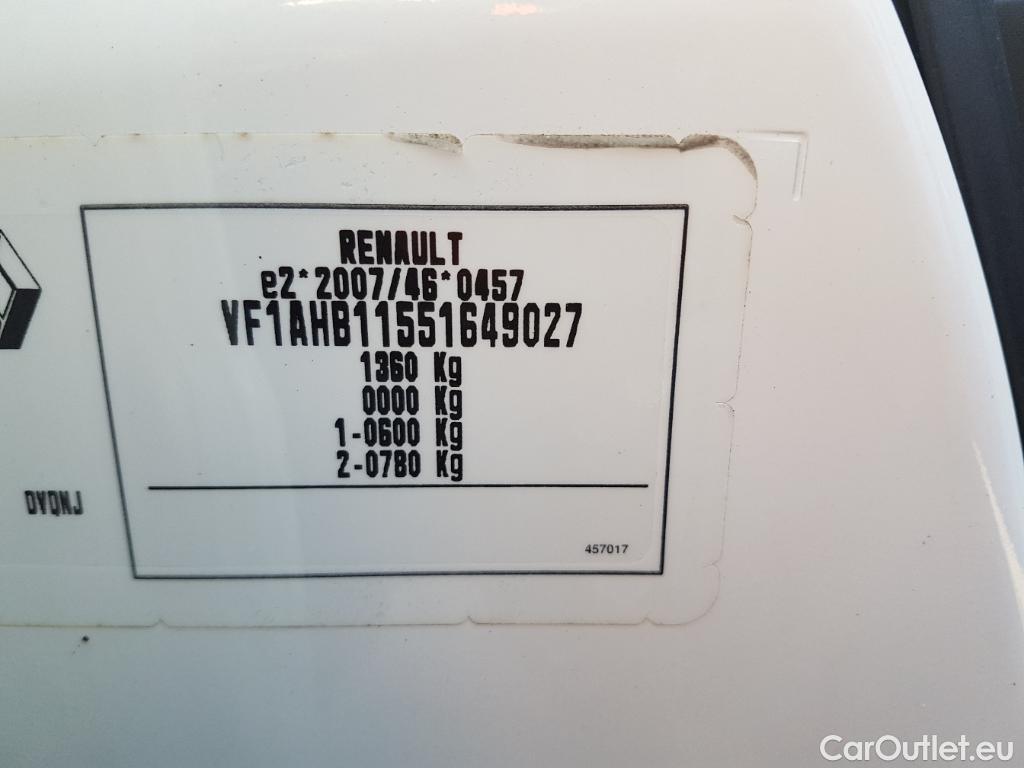 RENAULT
e2*2007/46*0457
VF1AHB11551649027
1360 Kg
0000 Kg
1-0600 Kg
2-0780 Kg
DVQNJ
457017
CarOutlet.eu